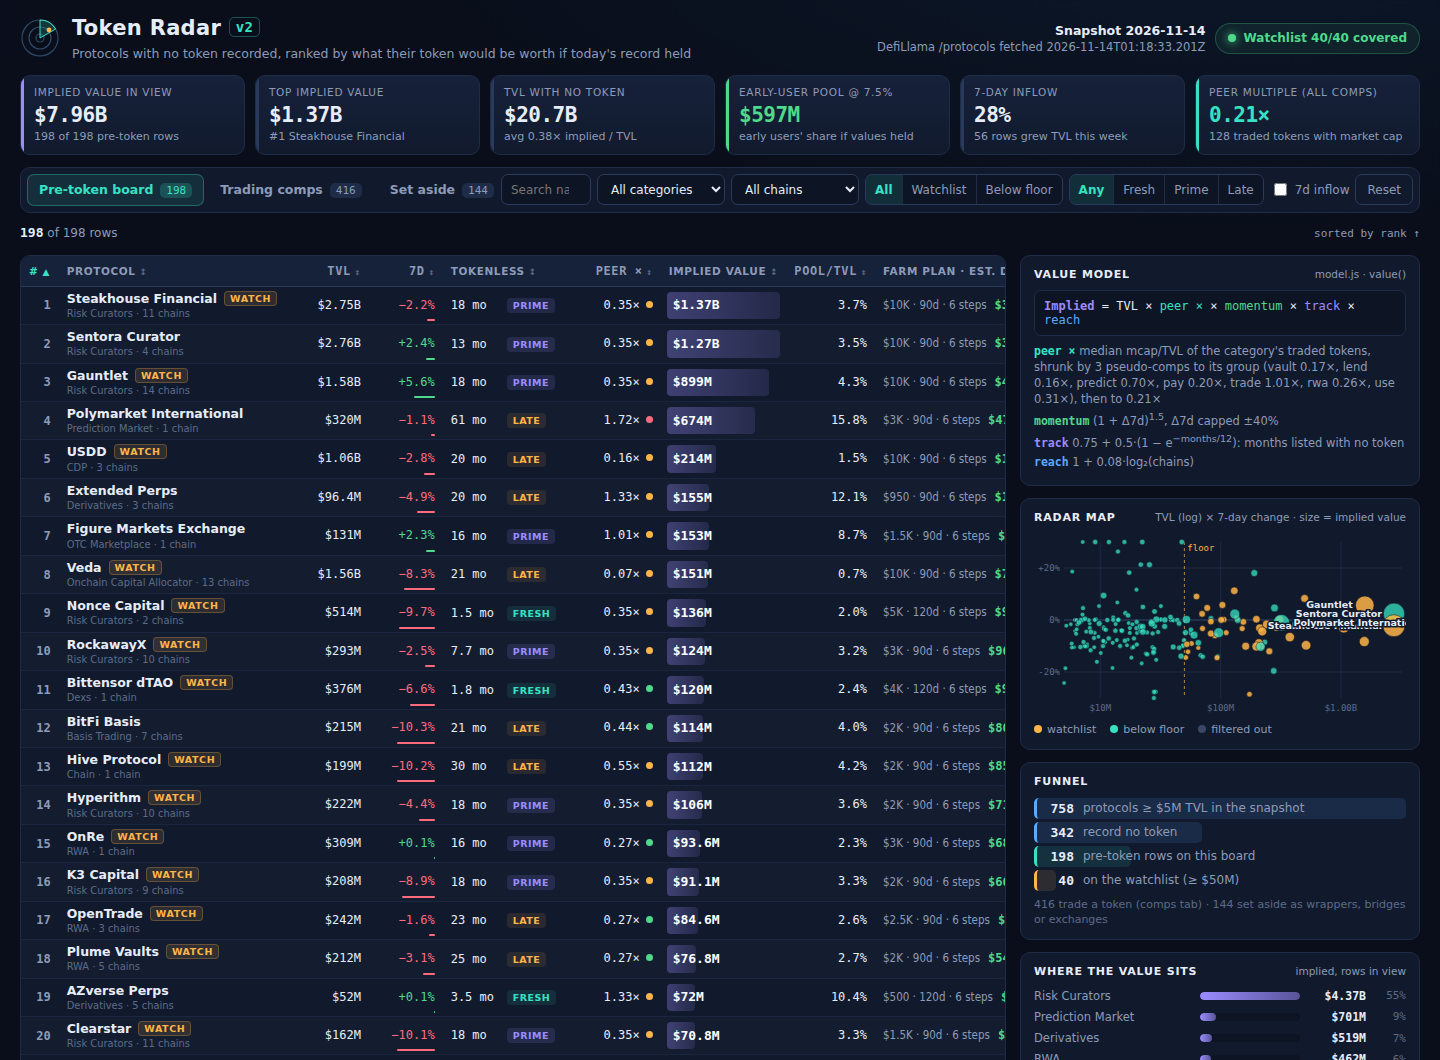 Token Radar v2
Protocols with no token recorded, ranked by what their token would be worth if today's record held
Snapshot 2026-11-14
DefiLlama /protocols fetched 2026-11-14T01:18:33.201Z
Watchlist 40/40 covered
IMPLIED VALUE IN VIEW
$7.96B
198 of 198 pre-token rows
TOP IMPLIED VALUE
$1.37B
#1 Steakhouse Financial
TVL WITH NO TOKEN
$20.7B
avg 0.38× implied / TVL
EARLY-USER POOL @ 7.5%
$597M
early users' share if values held
7-DAY INFLOW
28%
56 rows grew TVL this week
PEER MULTIPLE (ALL COMPS)
0.21×
128 traded tokens with market cap
Pre-token board 198 Trading comps 416 Set aside 144 Search na All categories All chains All Watchlist Below floor Any Fresh Prime Late 7d inflow Reset
198 of 198 rows
sorted by rank ↑
# ▲ PROTOCOL ↕ TVL ↕ 7D ↕ TOKENLESS ↕ PEER × ↕ IMPLIED VALUE ↕ POOL/TVL ↕ FARM PLAN · EST. D
1 Steakhouse Financial WATCH $2.75B −2.2% 18 mo PRIME 0.35× $1.37B 3.7% $10K · 90d · 6 steps
Risk Curators · 11 chains
2 Sentora Curator $2.76B +2.4% 13 mo PRIME 0.35× $1.27B 3.5% $10K · 90d · 6 steps
Risk Curators · 4 chains
3 Gauntlet WATCH $1.58B +5.6% 18 mo PRIME 0.35× $899M 4.3% $10K · 90d · 6 steps
Risk Curators · 14 chains
4 Polymarket International $320M −1.1% 61 mo LATE 1.72× $674M 15.8% $3K · 90d · 6 steps
Prediction Market · 1 chain
5 USDD WATCH $1.06B −2.8% 20 mo LATE 0.16× $214M 1.5% $10K · 90d · 6 steps
CDP · 3 chains
6 Extended Perps $96.4M −4.9% 20 mo LATE 1.33× $155M 12.1% $950 · 90d · 6 steps
Derivatives · 3 chains
7 Figure Markets Exchange $131M +2.3% 16 mo PRIME 1.01× $153M 8.7% $1.5K · 90d · 6 steps
OTC Marketplace · 1 chain
8 Veda WATCH $1.56B −8.3% 21 mo LATE 0.07× $151M 0.7% $10K · 90d · 6 steps
Onchain Capital Allocator · 13 chains
9 Nonce Capital WATCH $514M −9.7% 1.5 mo FRESH 0.35× $136M 2.0% $5K · 120d · 6 steps
Risk Curators · 2 chains
10 RockawayX WATCH $293M −2.5% 7.7 mo PRIME 0.35× $124M 3.2% $3K · 90d · 6 steps
Risk Curators · 10 chains
11 Bittensor dTAO WATCH $376M −6.6% 1.8 mo FRESH 0.43× $120M 2.4% $4K · 120d · 6 steps
Dexs · 1 chain
12 BitFi Basis $215M −10.3% 21 mo LATE 0.44× $114M 4.0% $2K · 90d · 6 steps
Basis Trading · 7 chains
13 Hive Protocol WATCH $199M −10.2% 30 mo LATE 0.55× $112M 4.2% $2K · 90d · 6 steps
Chain · 1 chain
14 Hyperithm WATCH $222M −4.4% 18 mo PRIME 0.35× $106M 3.6% $2K · 90d · 6 steps
Risk Curators · 10 chains
15 OnRe WATCH $309M +0.1% 16 mo PRIME 0.27× $93.6M 2.3% $3K · 90d · 6 steps
RWA · 1 chain
16 K3 Capital WATCH $208M −8.9% 18 mo PRIME 0.35× $91.1M 3.3% $2K · 90d · 6 steps
Risk Curators · 9 chains
17 OpenTrade WATCH $242M −1.6% 23 mo LATE 0.27× $84.6M 2.6% $2.5K · 90d · 6 steps
RWA · 3 chains
18 Plume Vaults WATCH $212M −3.1% 25 mo LATE 0.27× $76.8M 2.7% $2K · 90d · 6 steps
RWA · 5 chains
19 AZverse Perps $52M +0.1% 3.5 mo FRESH 1.33× $72M 10.4% $500 · 120d · 6 steps
Derivatives · 5 chains
20 Clearstar WATCH $162M −10.1% 18 mo PRIME 0.35× $70.8M 3.3% $1.5K · 90d · 6 steps
Risk Curators · 11 chains
VALUE MODEL model.js · value()
Implied = TVL × peer × × momentum × track ×
reach
peer × median mcap/TVL of the category's traded tokens,
shrunk by 3 pseudo-comps to its group (vault 0.17×, lend
0.16×, predict 0.70×, pay 0.20×, trade 1.01×, rwa 0.26×, use
0.31×), then to 0.21×
momentum (1 + Δ7d)^1.5, Δ7d capped ±40%
track 0.75 + 0.5·(1 − e^−months/12): months listed with no token
reach 1 + 0.08·log₂(chains)
RADAR MAP TVL (log) × 7-day change · size = implied value
floor
+20%
0%
-20%
Gauntlet
Sentora Curator
Polymarket Internati
$10M $100M $1.00B
watchlist below floor filtered out
FUNNEL
758 protocols ≥ $5M TVL in the snapshot
342 record no token
198 pre-token rows on this board
40 on the watchlist (≥ $50M)
416 trade a token (comps tab) · 144 set aside as wrappers, bridges
or exchanges
WHERE THE VALUE SITS implied, rows in view
Risk Curators $4.37B 55%
Prediction Market $701M 9%
Derivatives $519M 7%
RWA $462M 6%